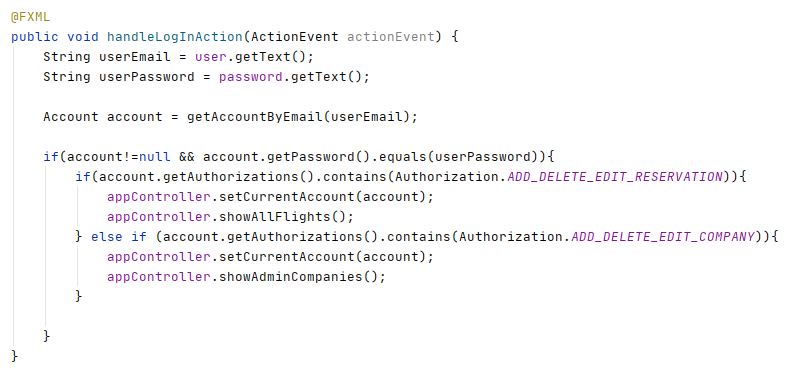 @FXML
public void handleLogInAction(ActionEvent actionEvent) {
    String userEmail = user.getText();
    String userPassword = password.getText();

    Account account = getAccountByEmail(userEmail);

    if(account!=null && account.getPassword().equals(userPassword)){
        if(account.getAuthorizations().contains(Authorization.ADD_DELETE_EDIT_RESERVATION)){
            appController.setCurrentAccount(account);
            appController.showAllFlights();
        } else if (account.getAuthorizations().contains(Authorization.ADD_DELETE_EDIT_COMPANY)){
            appController.setCurrentAccount(account);
            appController.showAdminCompanies();
        }

    }
}